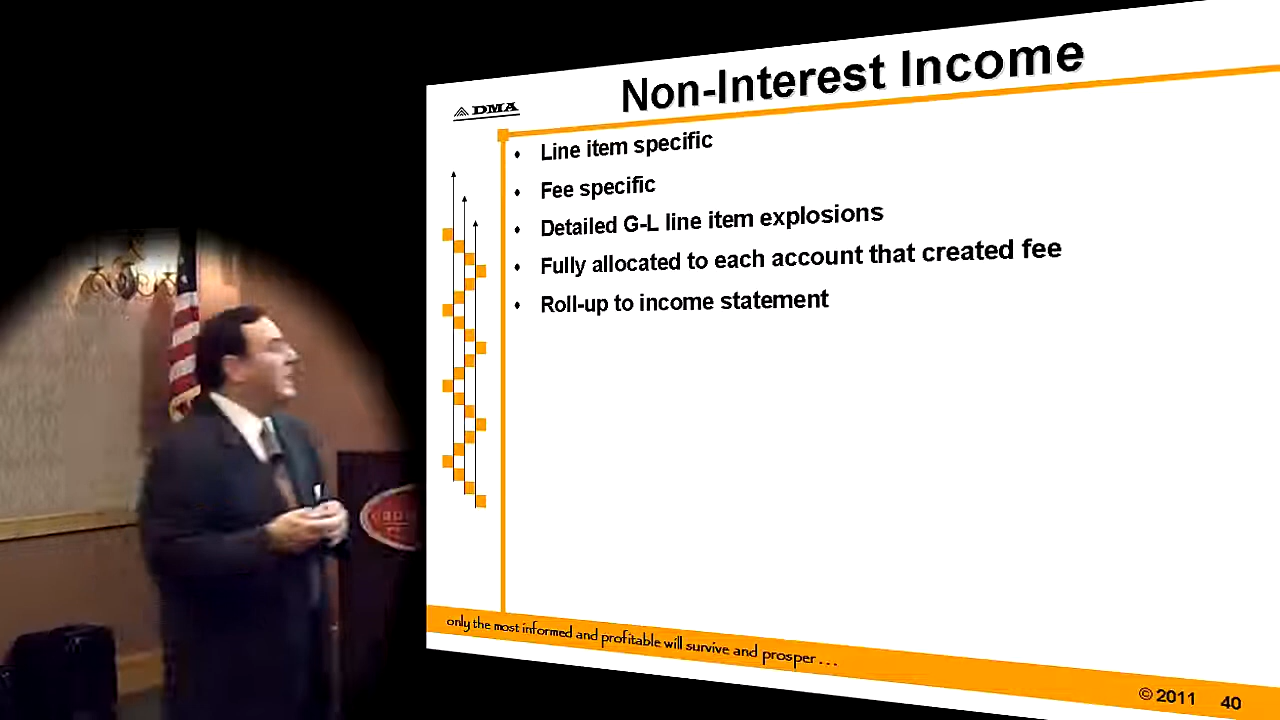 DMA
Non-Interest Income
• Line item specific
• Fee specific
• Detailed G-L line item explosions
• Fully allocated to each account that created fee
• Roll-up to income statement
only the most informed and profitable will survive and prosper . . .
© 2011 40